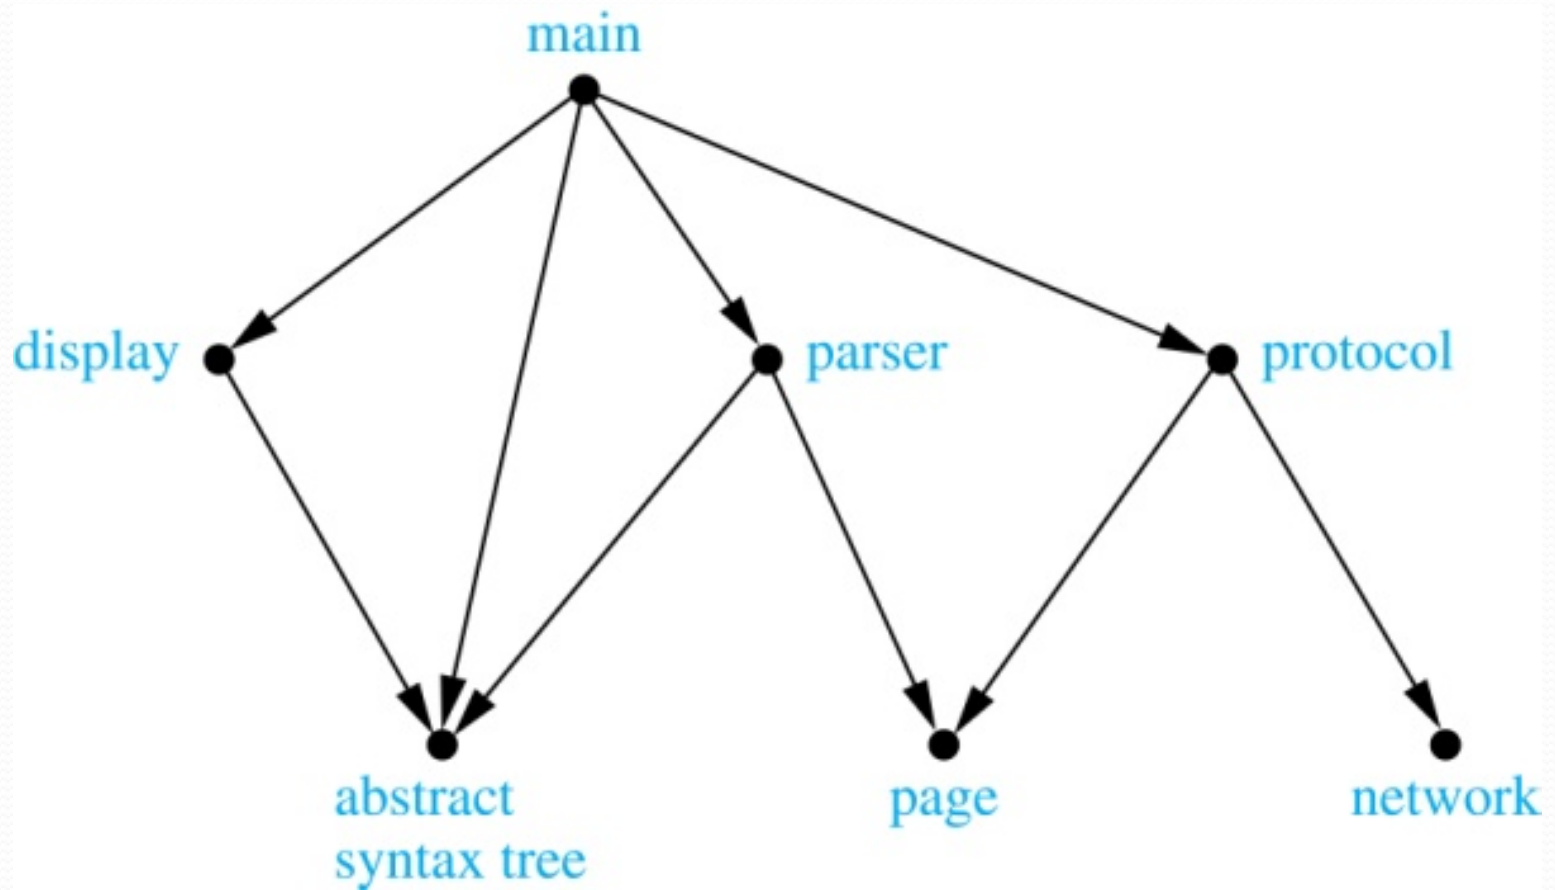 main
display
parser
protocol
abstract
syntax tree
page
network